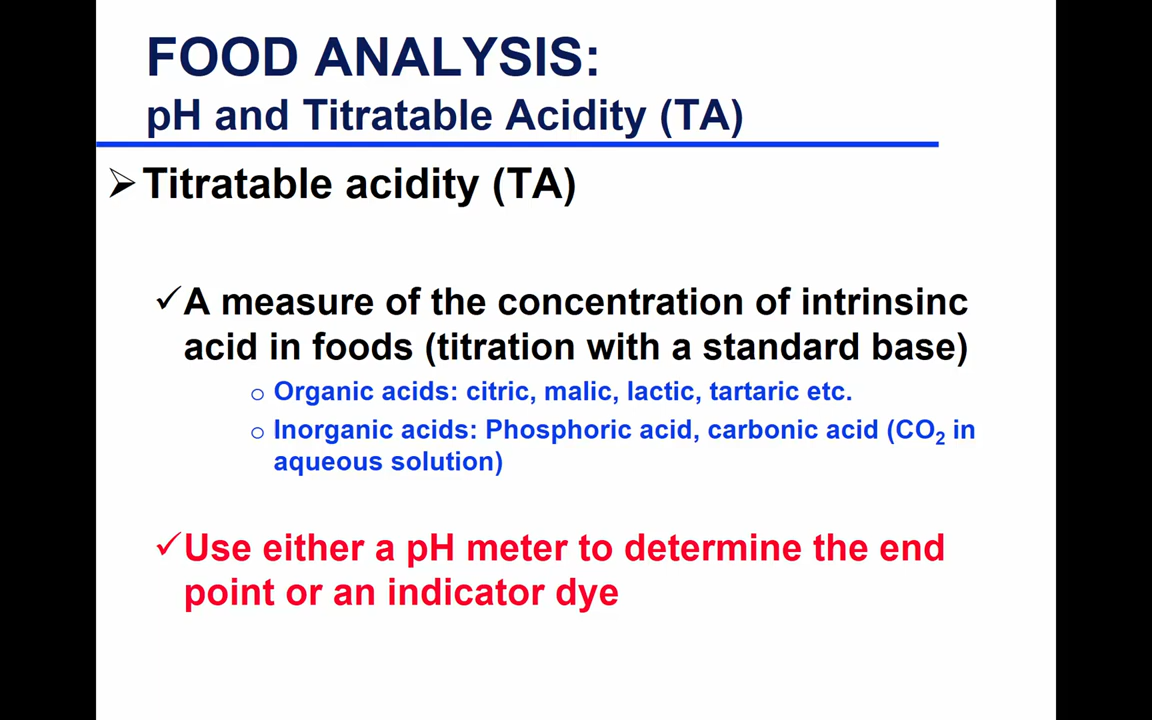 FOOD ANALYSIS:
pH and Titratable Acidity (TA)
➢ Titratable acidity (TA)
✓ A measure of the concentration of intrinsinc
acid in foods (titration with a standard base)
o Organic acids: citric, malic, lactic, tartaric etc.
o Inorganic acids: Phosphoric acid, carbonic acid (CO₂ in
aqueous solution)
✓ Use either a pH meter to determine the end
point or an indicator dye